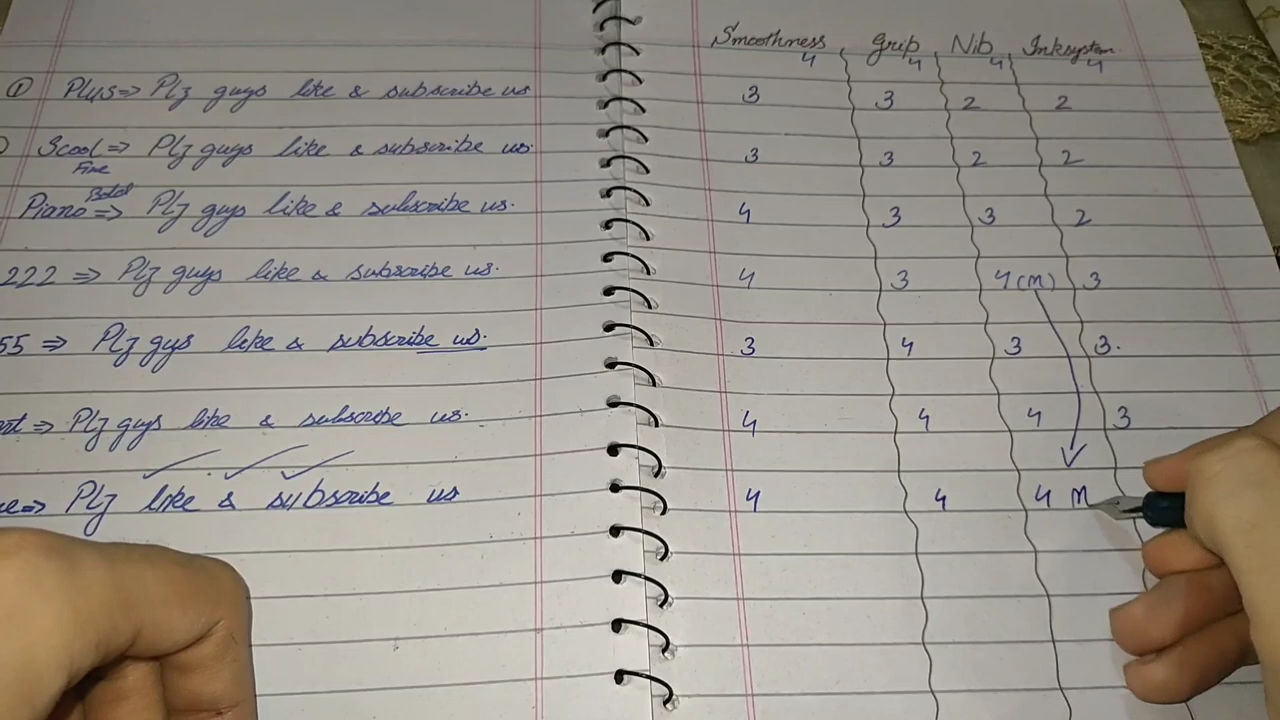 Smoothness Grip Nib Inksystem
4 4 4 4
① Plus => Plz guys like & subscribe us 3 3 2 2
Scool => Plz guys like & subscribe us. 3 3 2 2
Fine
Bold
Piano => Plz guys like & subscribe us. 4 3 3 2
222 => Plz guys like & subscribe us. 4 3 4 (m) 3
55 => Plz gys like & subscribe us. 3 4 3 3.
=> Plz guys like & subscribe us. 4 4 4 3
=> Plz like & subscribe us 4 4 4 m